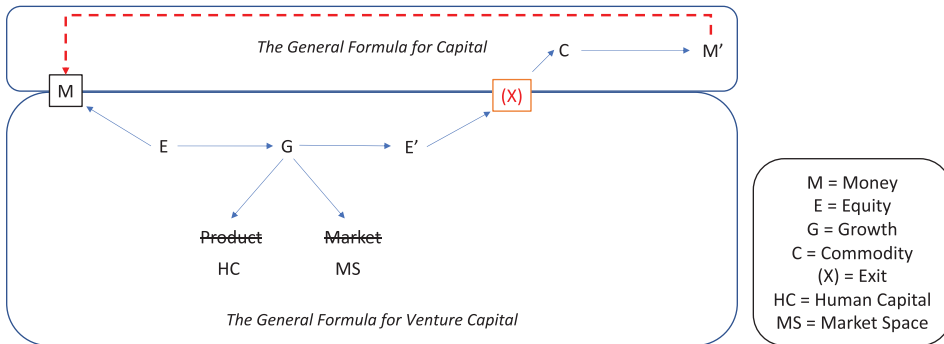 The General Formula for Capital
C
M’
M
(X)
E
G
E’
Product
Market
HC
MS
The General Formula for Venture Capital
M = Money
E = Equity
G = Growth
C = Commodity
(X) = Exit
HC = Human Capital
MS = Market Space